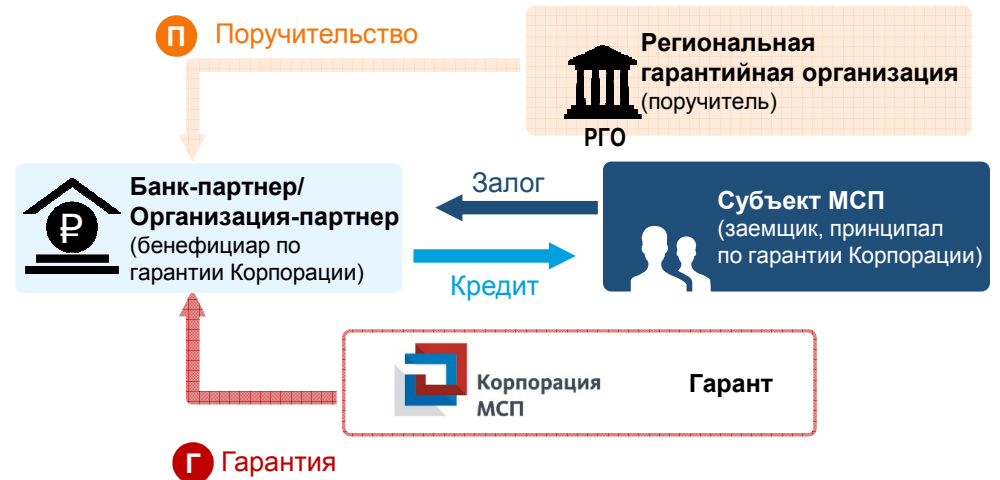 П Поручительство
Региональная
гарантийная организация
(поручитель)
РГО
Банк-партнер/
Организация-партнер
(бенефициар по
гарантии Корпорации)
₽
Залог
Кредит
Субъект МСП
(заемщик, принципал
по гарантии Корпорации)
Корпорация
МСП
Гарант
Г Гарантия